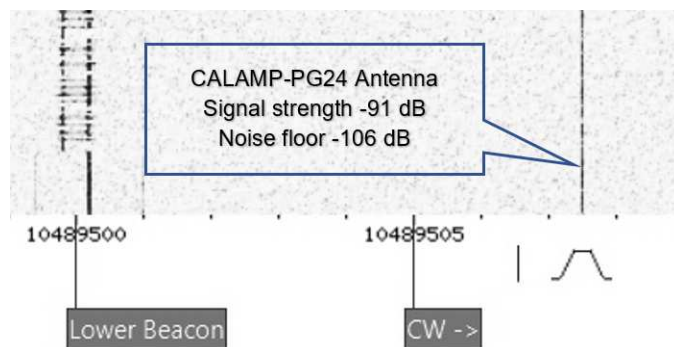 CALAMP-PG24 Antenna
Signal strength -91 dB
Noise floor -106 dB
10489500
10489505
Lower Beacon
CW ->